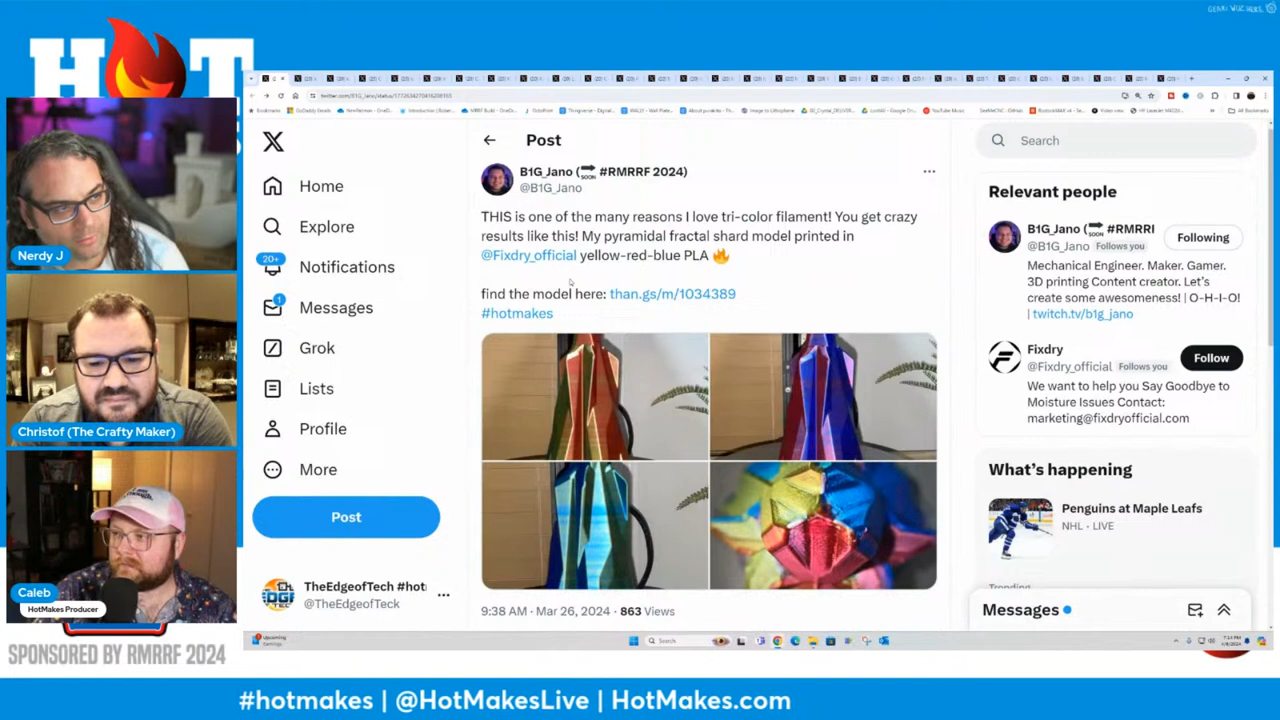 HOT
Nerdy J
Christof (The Crafty Maker)
Caleb
HotMakes Producer
SPONSORED BY RMRRF 2024
Home
Explore
20+
Notifications
1
Messages
Grok
Lists
Profile
More
Post
TheEdgeofTech #hot
@TheEdgeofTech
Post
B1G_Jano (SOON #RMRRF 2024)
@B1G_Jano
THIS is one of the many reasons I love tri-color filament! You get crazy
results like this! My pyramidal fractal shard model printed in
@Fixdry_official yellow-red-blue PLA 🔥
find the model here: than.gs/m/1034389
#hotmakes
9:38 AM · Mar 26, 2024 · 863 Views
Search
Relevant people
B1G_Jano (SOON #RMRRI
@B1G_Jano Follows you
Following
Mechanical Engineer. Maker. Gamer.
3D printing Content creator. Let's
create some awesomeness! | O-H-I-O!
| twitch.tv/b1g_jano
Fixdry
@Fixdry_official Follows you
Follow
We want to help you Say Goodbye to
Moisture Issues Contact:
marketing@fixdryofficial.com
What's happening
Penguins at Maple Leafs
NHL · LIVE
Trending
Messages
Search
#hotmakes | @HotMakesLive | HotMakes.com